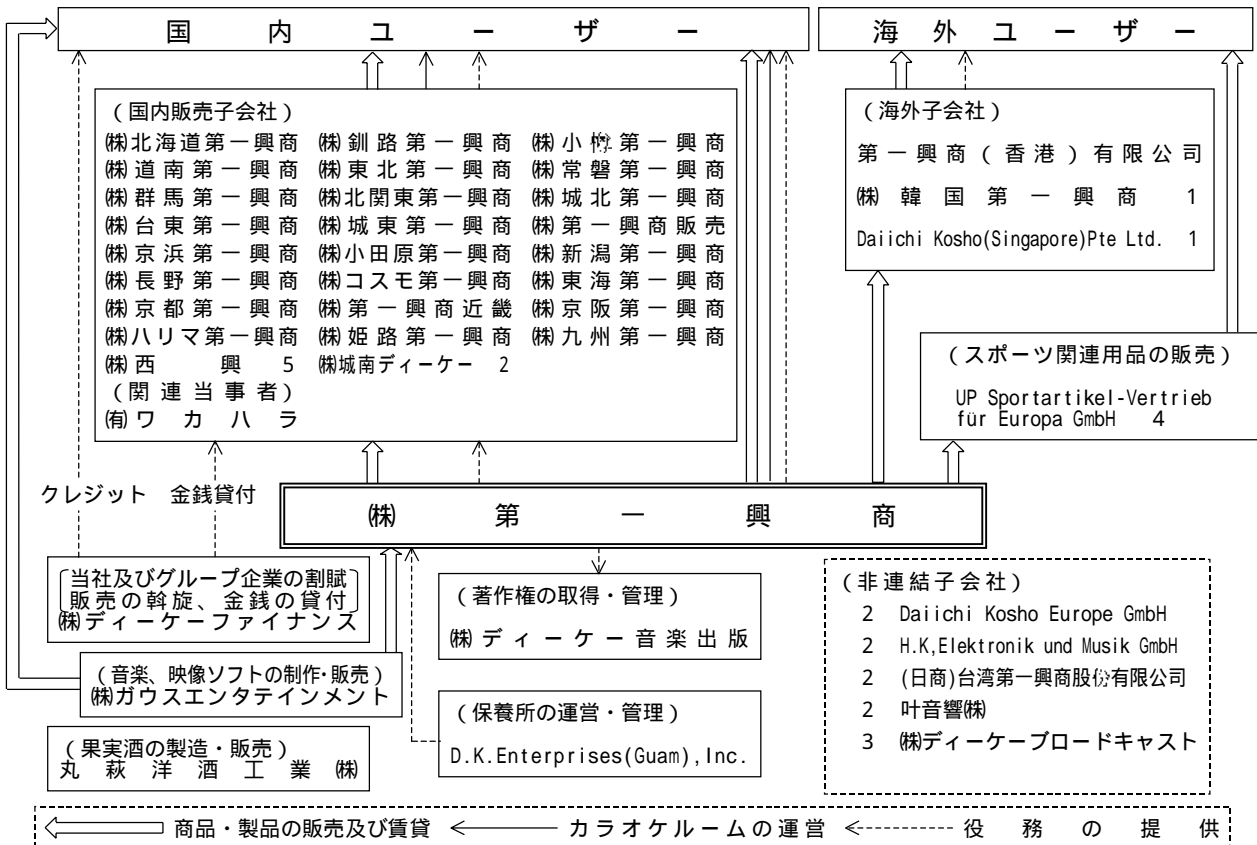 国内ユーザー
海外ユーザー
(国内販売子会社)
㈱北海道第一興商 ㈱釧路第一興商 ㈱小樽第一興商
㈱道南第一興商 ㈱東北第一興商 ㈱常磐第一興商
㈱群馬第一興商 ㈱北関東第一興商 ㈱城北第一興商
㈱台東第一興商 ㈱城東第一興商 ㈱第一興商販売
㈱京浜第一興商 ㈱小田原第一興商 ㈱新潟第一興商
㈱長野第一興商 ㈱コスモ第一興商 ㈱東海第一興商
㈱京都第一興商 ㈱第一興商近畿 ㈱京阪第一興商
㈱ハリマ第一興商 ㈱姫路第一興商 ㈱九州第一興商
㈱西興 5 ㈱城南ディーケー 2
(関連当事者)
㈲ワカハラ
(海外子会社)
第一興商(香港)有限公司
㈱韓国第一興商 1
Daiichi Kosho(Singapore)Pte Ltd. 1
(スポーツ関連用品の販売)
UP Sportartikel-Vertrieb
für Europa GmbH 4
クレジット 金銭貸付
㈱第一興商
当社及びグループ企業の割賦
販売の斡旋、金銭の貸付
㈱ディーケーファイナンス
(音楽、映像ソフトの制作・販売)
㈱ガウスエンタテインメント
(果実酒の製造・販売)
丸萩洋酒工業㈱
(著作権の取得・管理)
㈱ディーケー音楽出版
(保養所の運営・管理)
D.K.Enterprises(Guam),Inc.
(非連結子会社)
2 Daiichi Kosho Europe GmbH
2 H.K,Elektronik und Musik GmbH
2 (日商)台湾第一興商股份有限公司
2 叶音響㈱
3 ㈱ディーケーブロードキャスト
商品・製品の販売及び賃貸 カラオケルームの運営 役務の提供